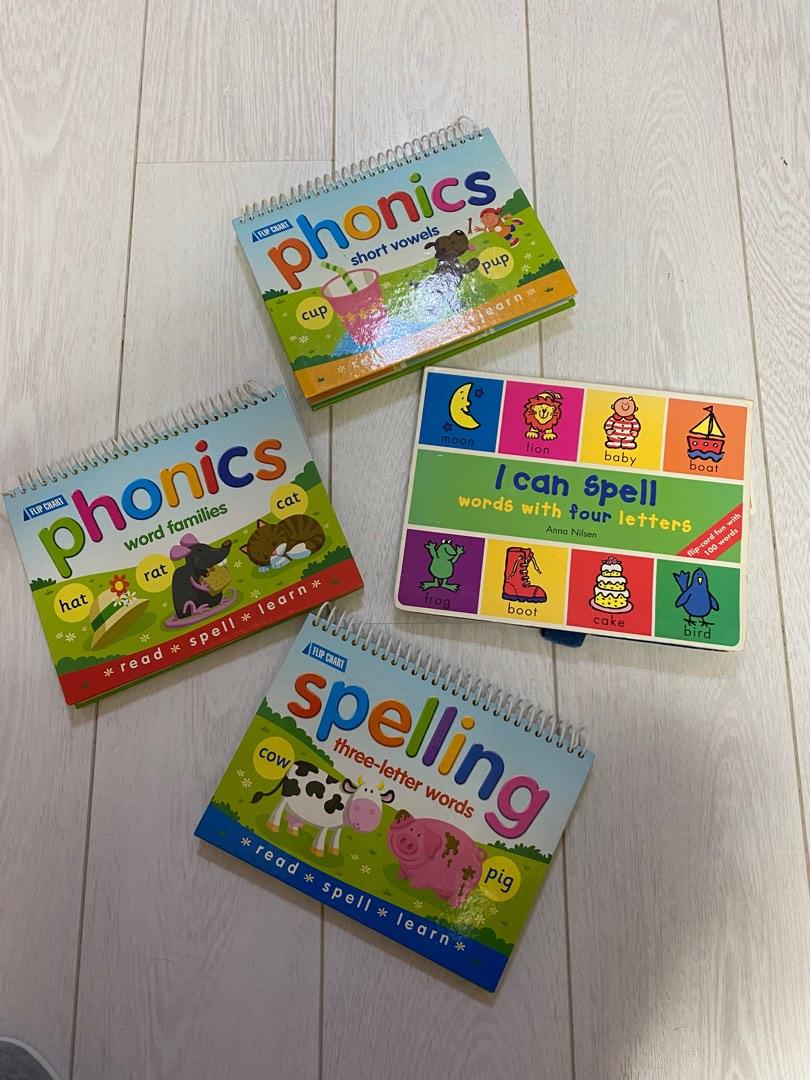 FLIP CHART
phonics
short vowels
cup
pup
learn *
FLIP CHART
phonics
word families
hat
rat
cat
* read * spell * learn *
moon
lion
baby
boat
I can spell
words with four letters
Anna Nilsen
flip-card fun with
100 words
frog
boot
cake
bird
FLIP CHART
spelling
three-letter words
cow
pig
* read * spell * learn *